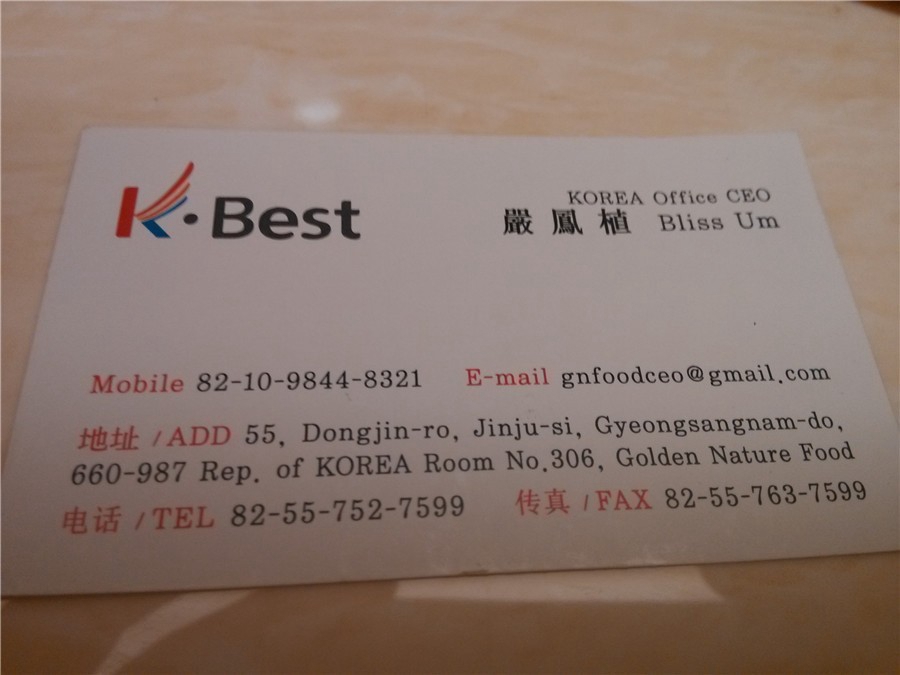 K·Best
KOREA Office CEO
嚴鳳植 Bliss Um
Mobile 82-10-9844-8321 E-mail gnfoodceo@gmail.com
地址 /ADD 55, Dongjin-ro, Jinju-si, Gyeongsangnam-do,
660-987 Rep. of KOREA Room No.306, Golden Nature Food
电话 /TEL 82-55-752-7599 传真 /FAX 82-55-763-7599